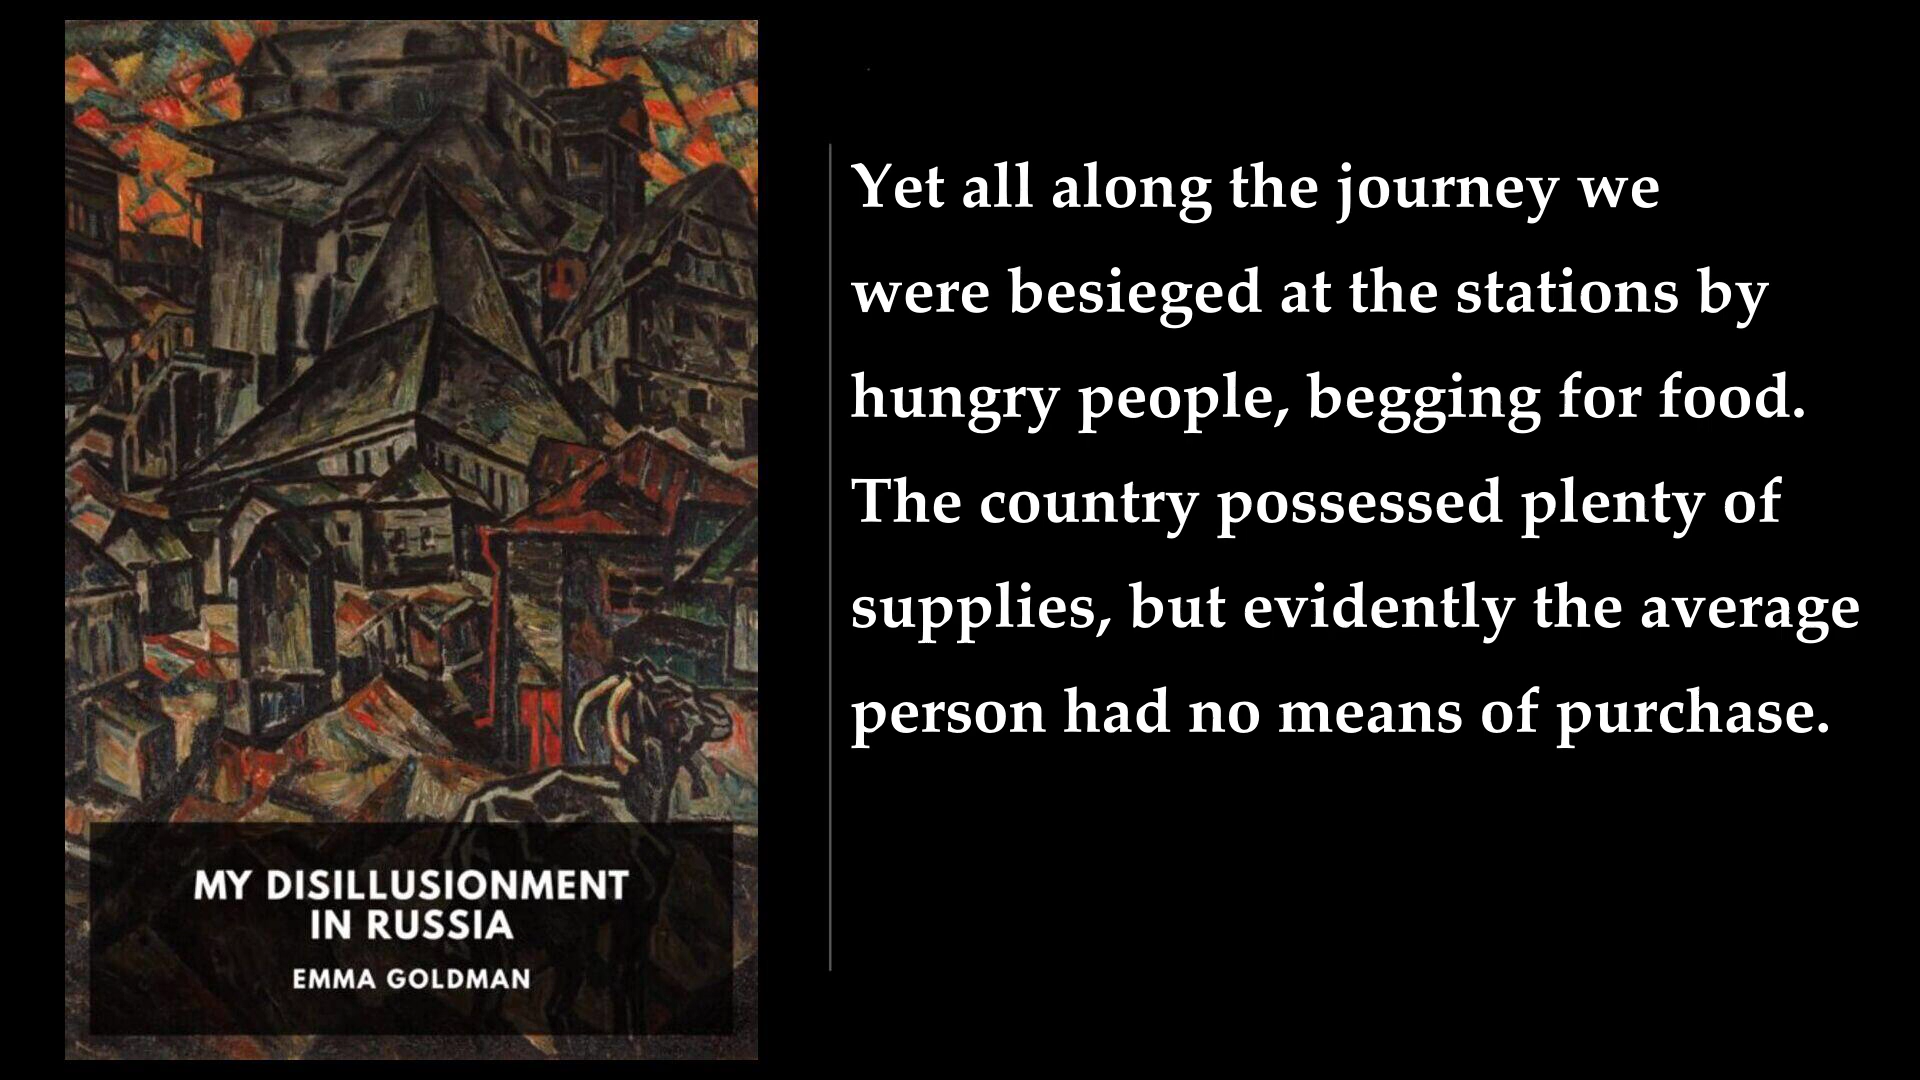 Yet all along the journey we
were besieged at the stations by
hungry people, begging for food.
The country possessed plenty of
supplies, but evidently the average
person had no means of purchase.
MY DISILLUSIONMENT
IN RUSSIA
EMMA GOLDMAN